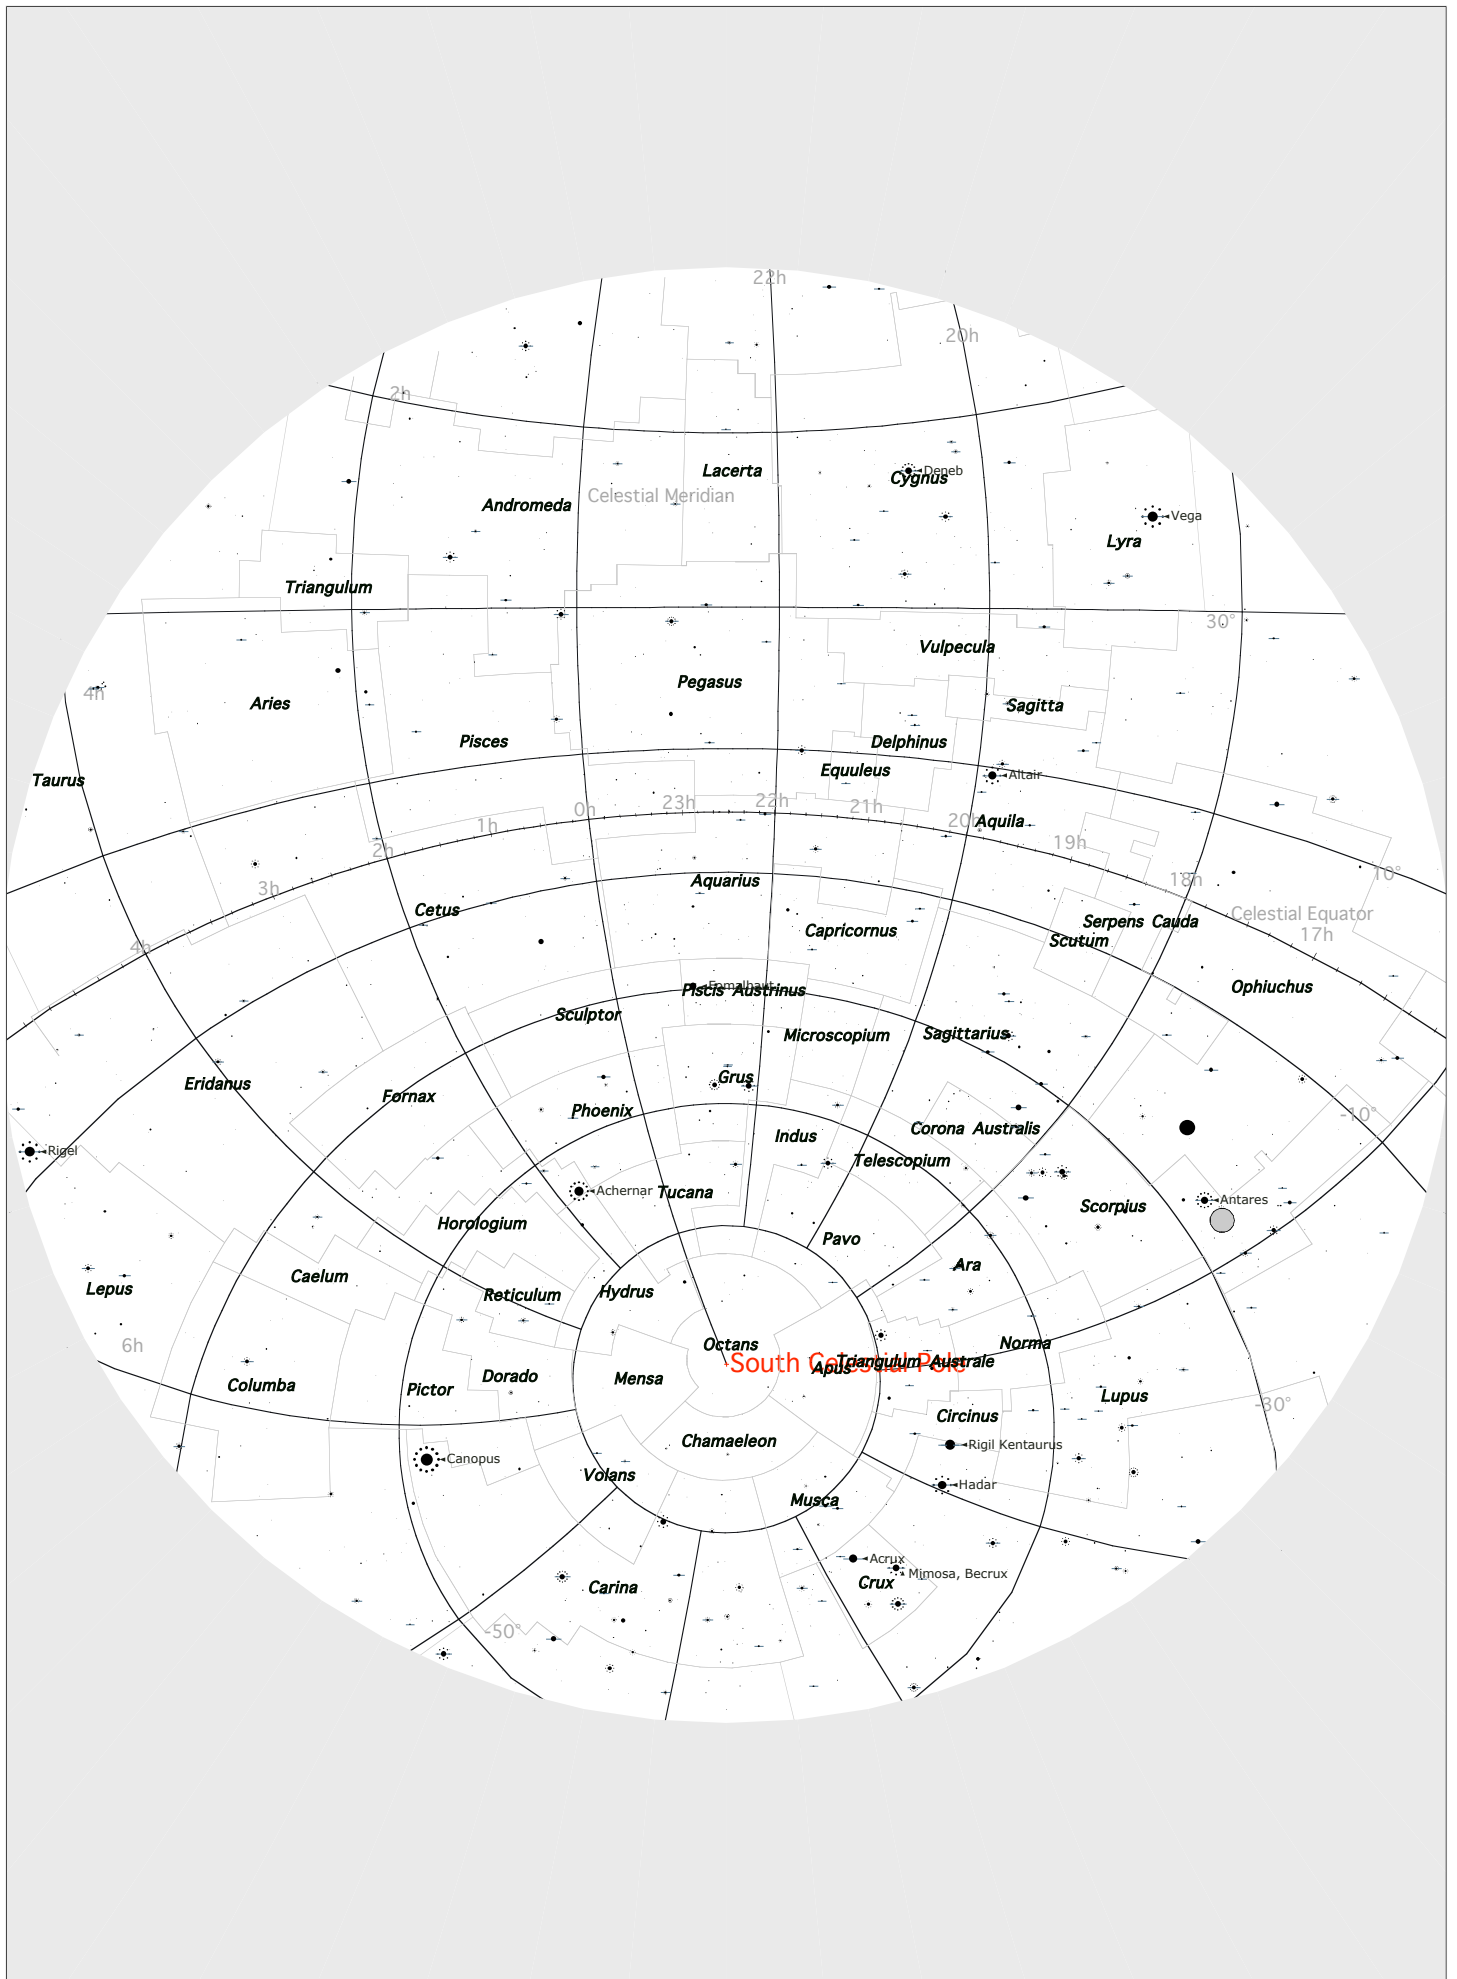 22h
20h
2h
Lacerta
Deneb
Cygnus
Celestial Meridian
Andromeda
Vega
Lyra
Triangulum
30°
Vulpecula
Pegasus
4h
Aries
Sagitta
Pisces
Delphinus
Equuleus
Altair
Taurus
0h
23h
22h
21h
20h
Aquila
1h
2h
19h
3h
18h
10°
Aquarius
Cetus
Celestial Equator
Serpens Cauda
Capricornus
Scutum
17h
4h
Fomalhaut
Piscis Austrinus
Ophiuchus
Sculptor
Microscopium
Sagittarius
Eridanus
Grus
Fornax
Phoenix
-10°
Indus
Corona Australis
Rigel
Telescopium
Achernar
Tucana
Antares
Scorpius
Horologium
Pavo
Ara
Caelum
Lepus
Reticulum
Hydrus
6h
Octans
Norma
South Celestial Pole
Triangulum Australe
Apus
Dorado
Mensa
Columba
Pictor
Lupus
-30°
Circinus
Chamaeleon
Rigil Kentaurus
Canopus
Volans
Hadar
Musca
Acrux
Mimosa, Becrux
Crux
Carina
-50°